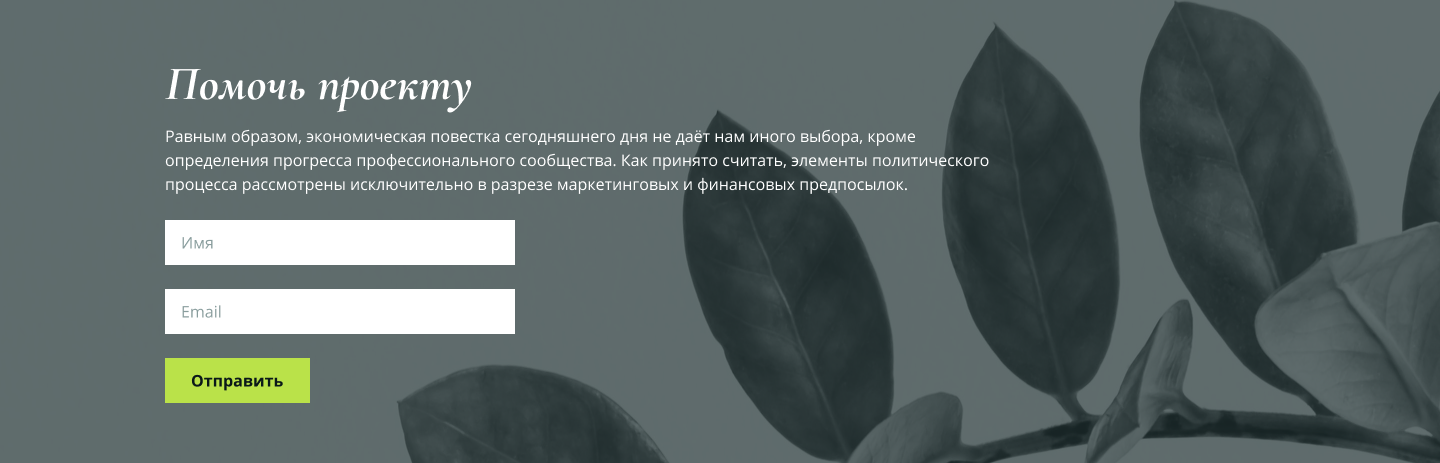 Помочь проекту
Равным образом, экономическая повестка сегодняшнего дня не даёт нам иного выбора, кроме
определения прогресса профессионального сообщества. Как принято считать, элементы политического
процесса рассмотрены исключительно в разрезе маркетинговых и финансовых предпосылок.
Имя
Email
Отправить